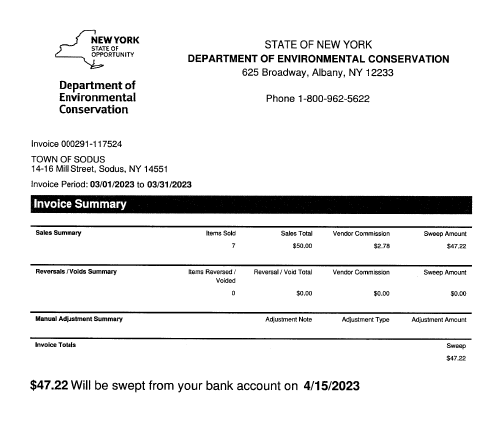 NEW YORK
STATE OF
OPPORTUNITY
Department of
Environmental
Conservation
STATE OF NEW YORK
DEPARTMENT OF ENVIRONMENTAL CONSERVATION
625 Broadway, Albany, NY 12233
Phone 1-800-962-5622
Invoice 000291-117524
TOWN OF SODUS
14-16 Mill Street, Sodus, NY 14551
Invoice Period: 03/01/2023 to 03/31/2023
Invoice Summary
Sales Summary Items Sold Sales Total Vendor Commission Sweep Amount
7 $50.00 $2.78 $47.22
Reversals / Voids Summary Items Reversed / Reversal / Void Total Vendor Commission Sweep Amount
Voided
0 $0.00 $0.00 $0.00
Manual Adjustment Summary Adjustment Note Adjustment Type Adjustment Amount
Invoice Totals Sweep
$47.22
$47.22 Will be swept from your bank account on 4/15/2023